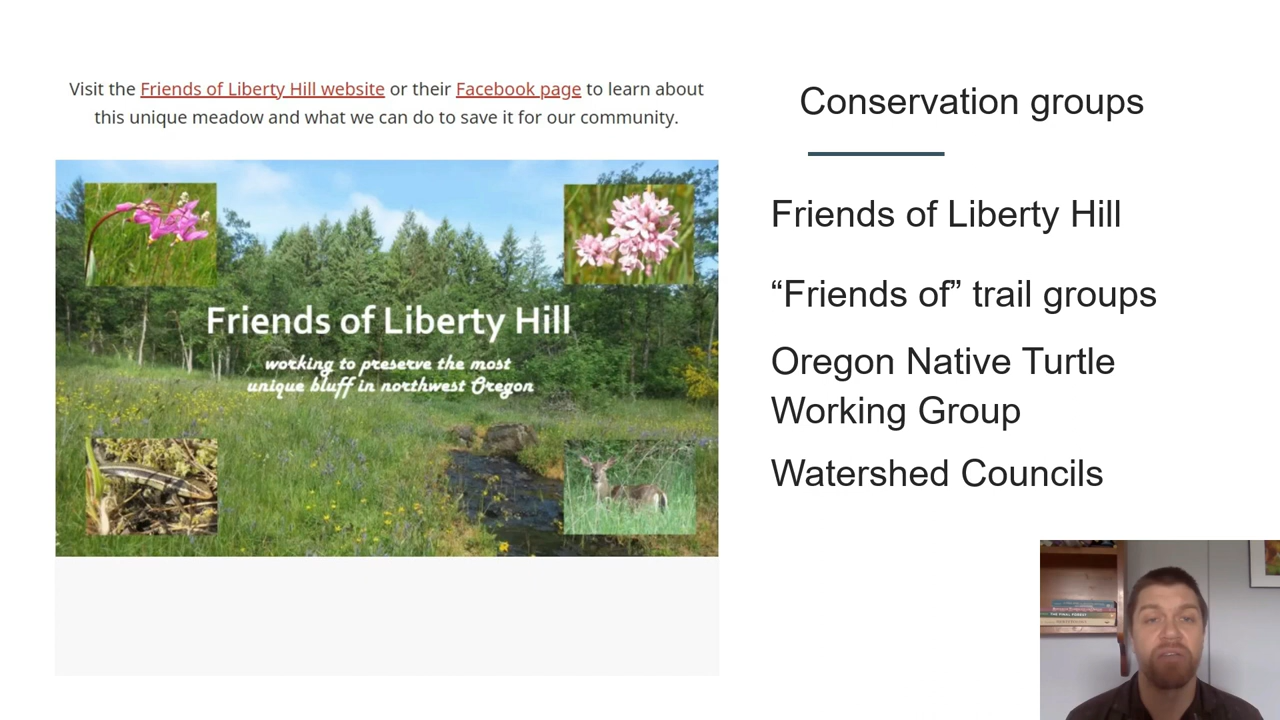 Visit the Friends of Liberty Hill website or their Facebook page to learn about
this unique meadow and what we can do to save it for our community.
Friends of Liberty Hill
working to preserve the most
unique bluff in northwest Oregon
Conservation groups
Friends of Liberty Hill
“Friends of” trail groups
Oregon Native Turtle
Working Group
Watershed Councils
THE FINAL FOREST